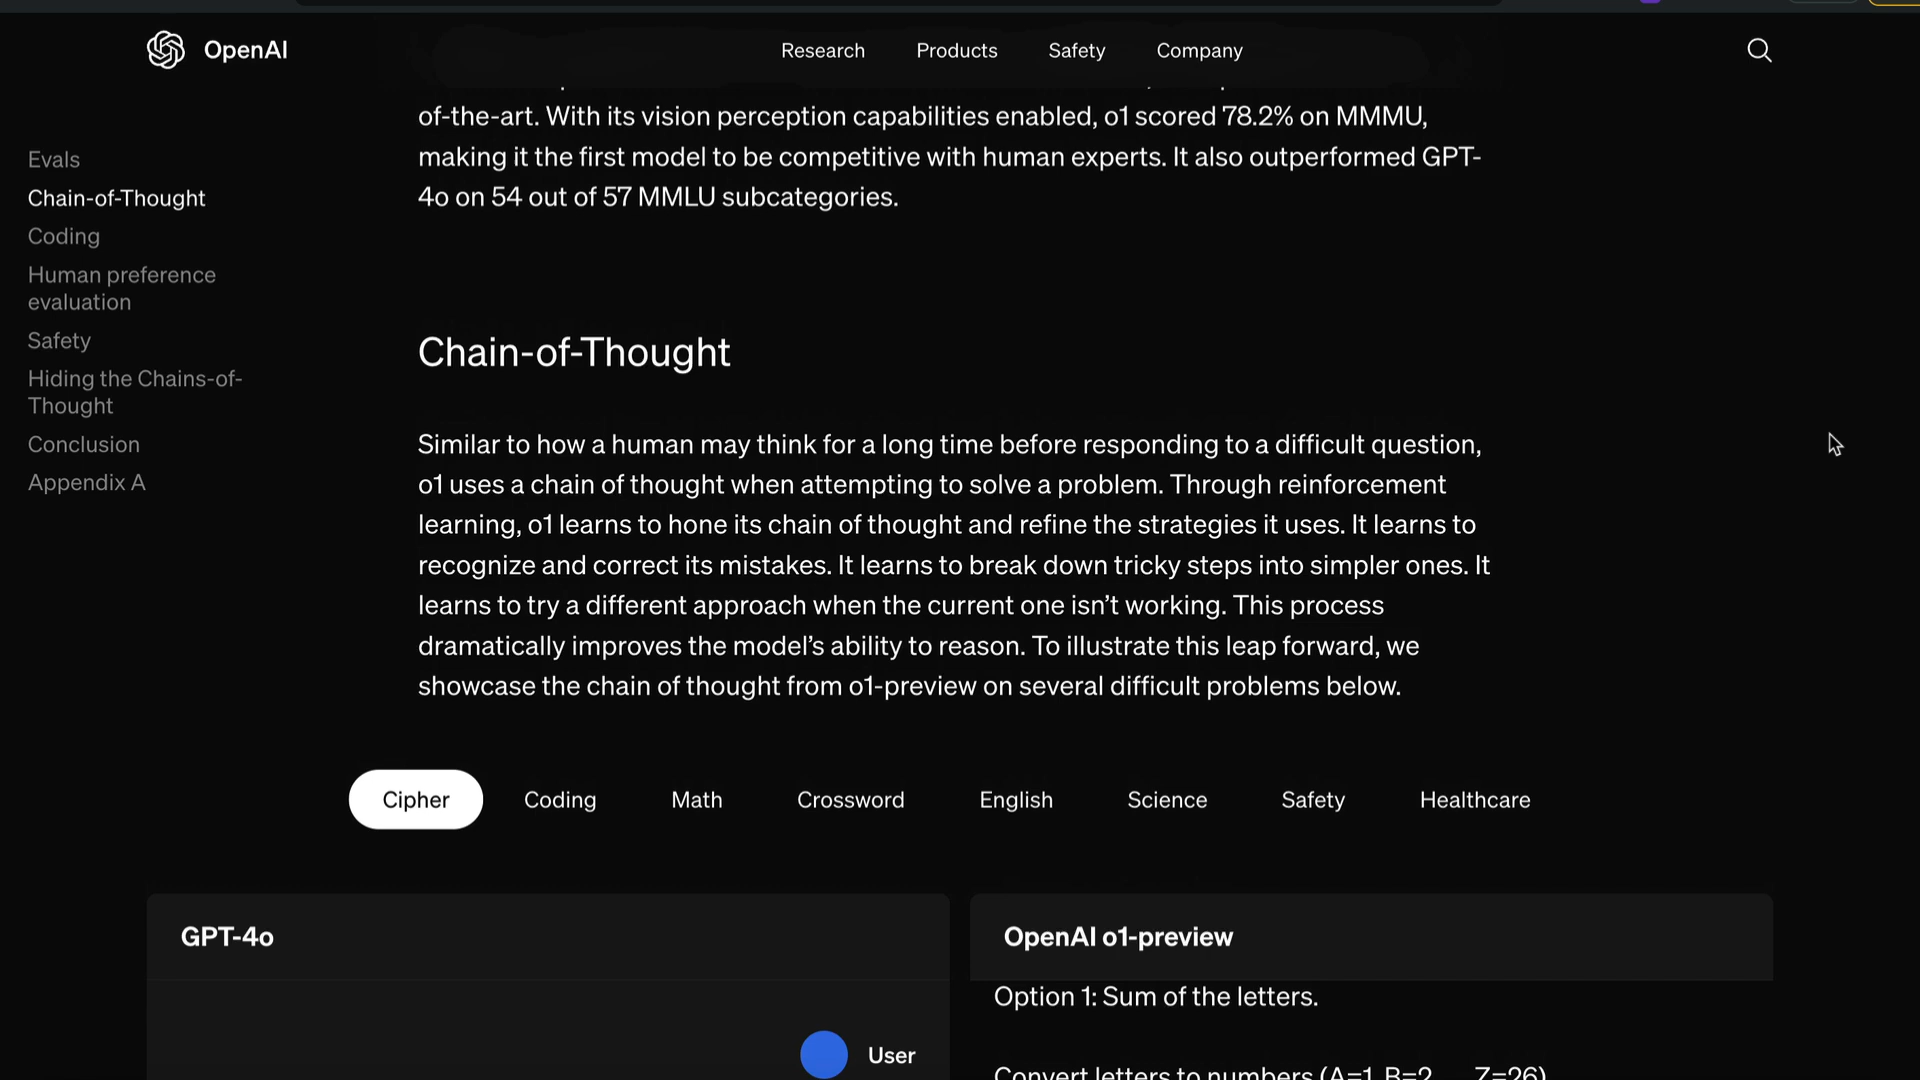 OpenAI
Research
Products
Safety
Company
Evals
Chain-of-Thought
Coding
Human preference
evaluation
Safety
Hiding the Chains-of-
Thought
Conclusion
Appendix A
of-the-art. With its vision perception capabilities enabled, o1 scored 78.2% on MMMU,
making it the first model to be competitive with human experts. It also outperformed GPT-
4o on 54 out of 57 MMLU subcategories.
Chain-of-Thought
Similar to how a human may think for a long time before responding to a difficult question,
o1 uses a chain of thought when attempting to solve a problem. Through reinforcement
learning, o1 learns to hone its chain of thought and refine the strategies it uses. It learns to
recognize and correct its mistakes. It learns to break down tricky steps into simpler ones. It
learns to try a different approach when the current one isn’t working. This process
dramatically improves the model’s ability to reason. To illustrate this leap forward, we
showcase the chain of thought from o1-preview on several difficult problems below.
Cipher
Coding
Math
Crossword
English
Science
Safety
Healthcare
GPT-4o
User
OpenAI o1-preview
Option 1: Sum of the letters.
Convert letters to numbers (A=1, B=2, ... Z=26)